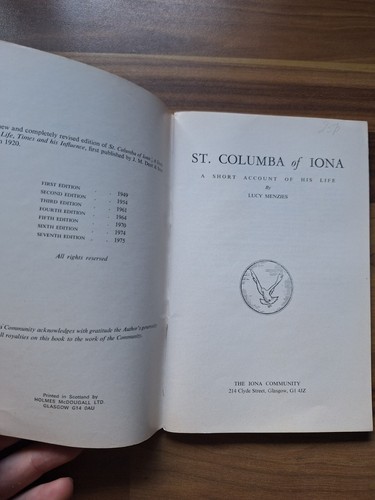 new and completely revised edition of St. Columba of Iona:
Life, Times and his Influence, first published by J. M. Dent
1920.
FIRST EDITION - - 1949
SECOND EDITION - - 1954
THIRD EDITION - - 1961
FOURTH EDITION - - 1964
FIFTH EDITION - - 1970
SIXTH EDITION - - 1974
SEVENTH EDITION - - 1975
All rights reserved
Community acknowledges with gratitude the Author's
all royalties on this book to the work of the Community.
Printed in Scotland by
HOLMES McDOUGALL LTD.
GLASGOW G14 0AU
ST. COLUMBA of IONA
A SHORT ACCOUNT OF HIS LIFE
By
LUCY MENZIES
THE IONA COMMUNITY
214 Clyde Street, Glasgow, G1 4JZ